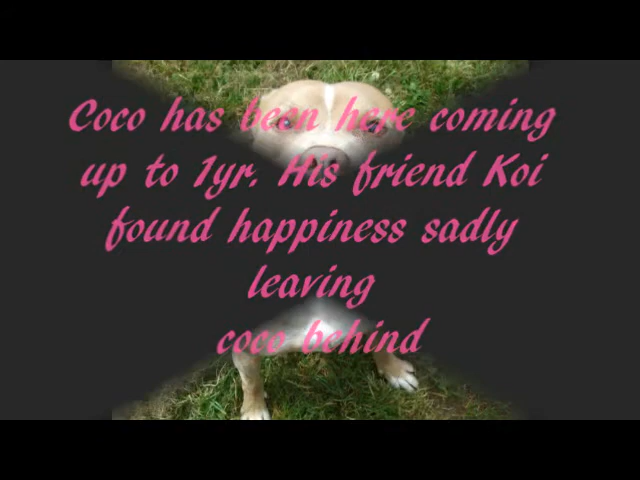 Coco has been here coming
up to 1yr. His friend Koi
found happiness sadly
leaving
coco behind